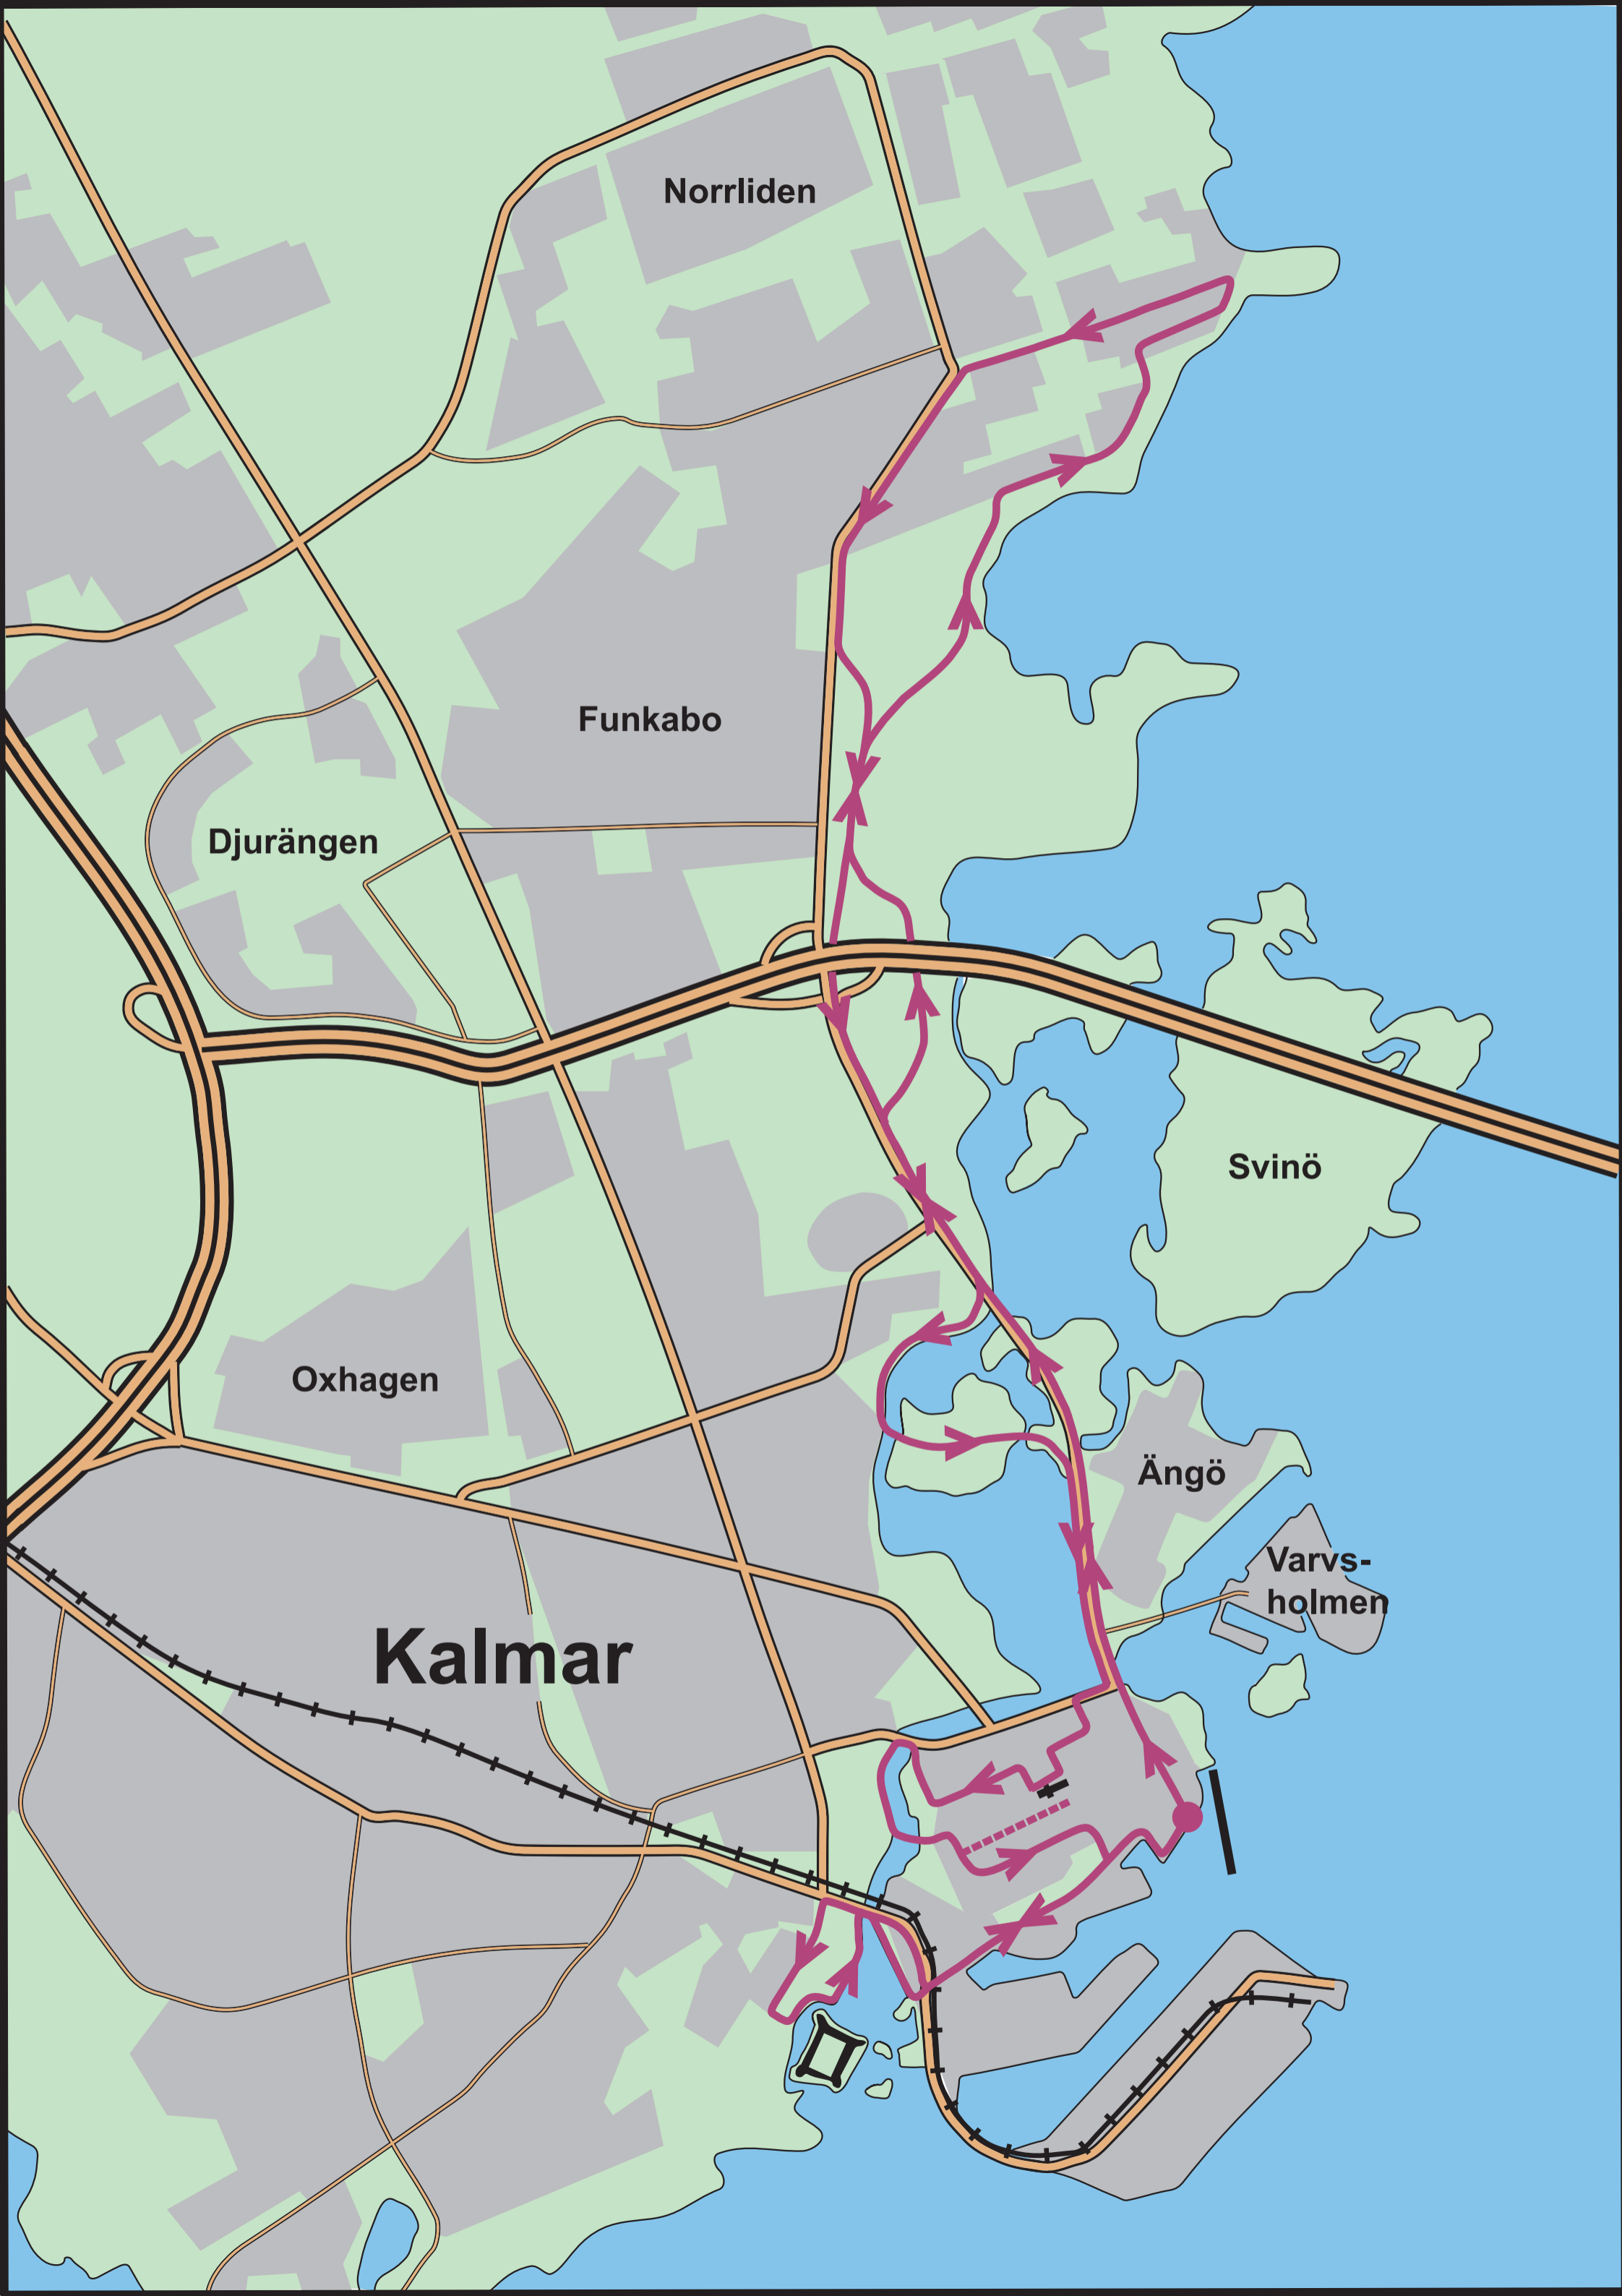 Norrliden
Funkabo
Djurängen
Svinö
Oxhagen
Ängö
Varvs-
holmen
Kalmar